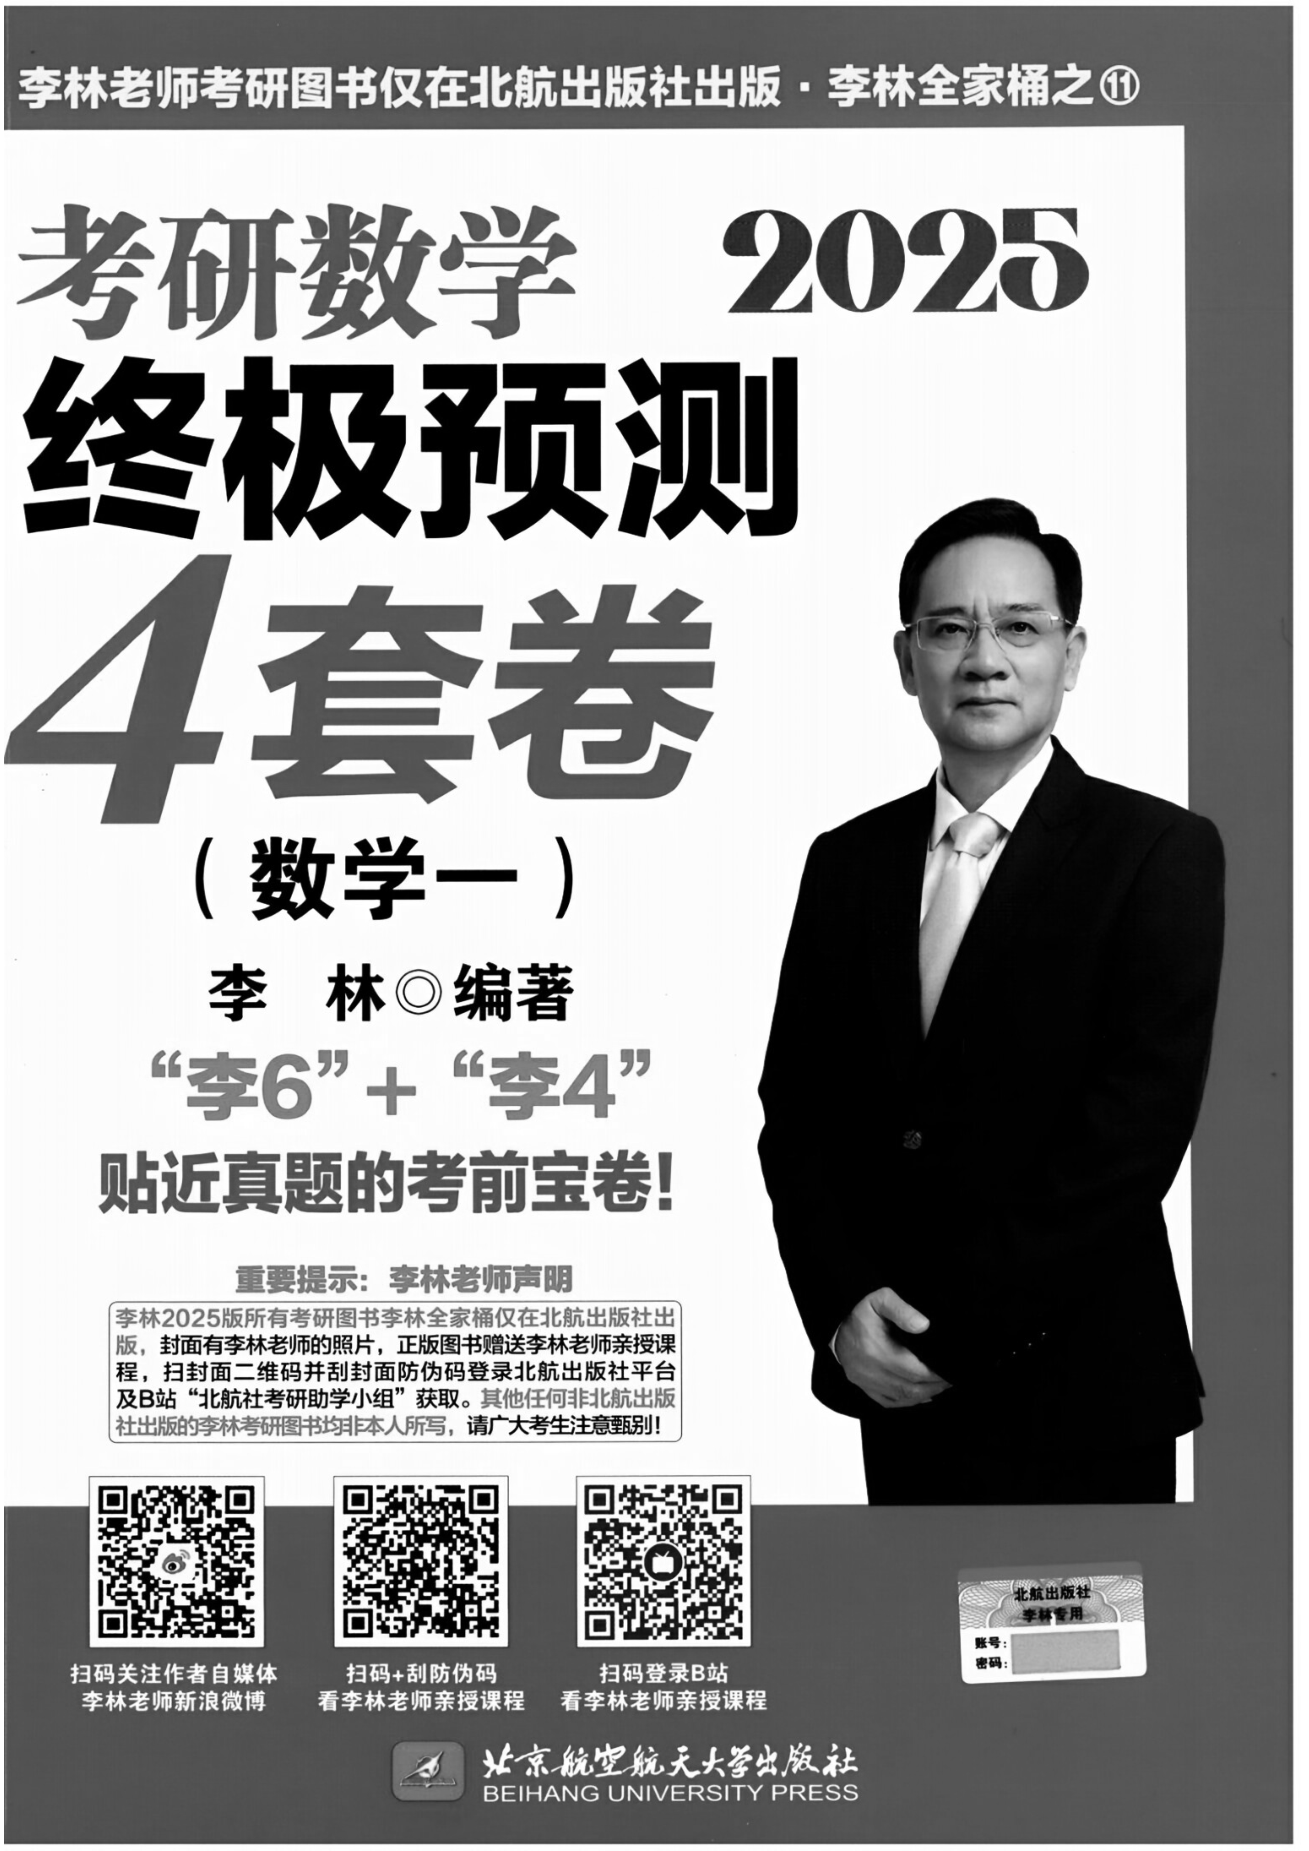 李林老师考研图书仅在北航出版社出版·李林全家桶之⑪
考研数学 2025
终极预测
4套卷
（数学一）
李 林◎编著
“李6”+“李4”
贴近真题的考前宝卷!
重要提示：李林老师声明
李林2025版所有考研图书李林全家桶仅在北航出版社出
版，封面有李林老师的照片，正版图书赠送李林老师亲授课
程，扫封面二维码并刮封面防伪码登录北航出版社平台
及B站“北航社考研助学小组”获取。其他任何非北航出版
社出版的李林考研图书均非本人所写，请广大考生注意甄别！
扫码关注作者自媒体
李林老师新浪微博
扫码+刮防伪码
看李林老师亲授课程
扫码登录B站
看李林老师亲授课程
北航出版社
李林专用
账号:
密码:
北京航空航天大学出版社
BEIHANG UNIVERSITY PRESS